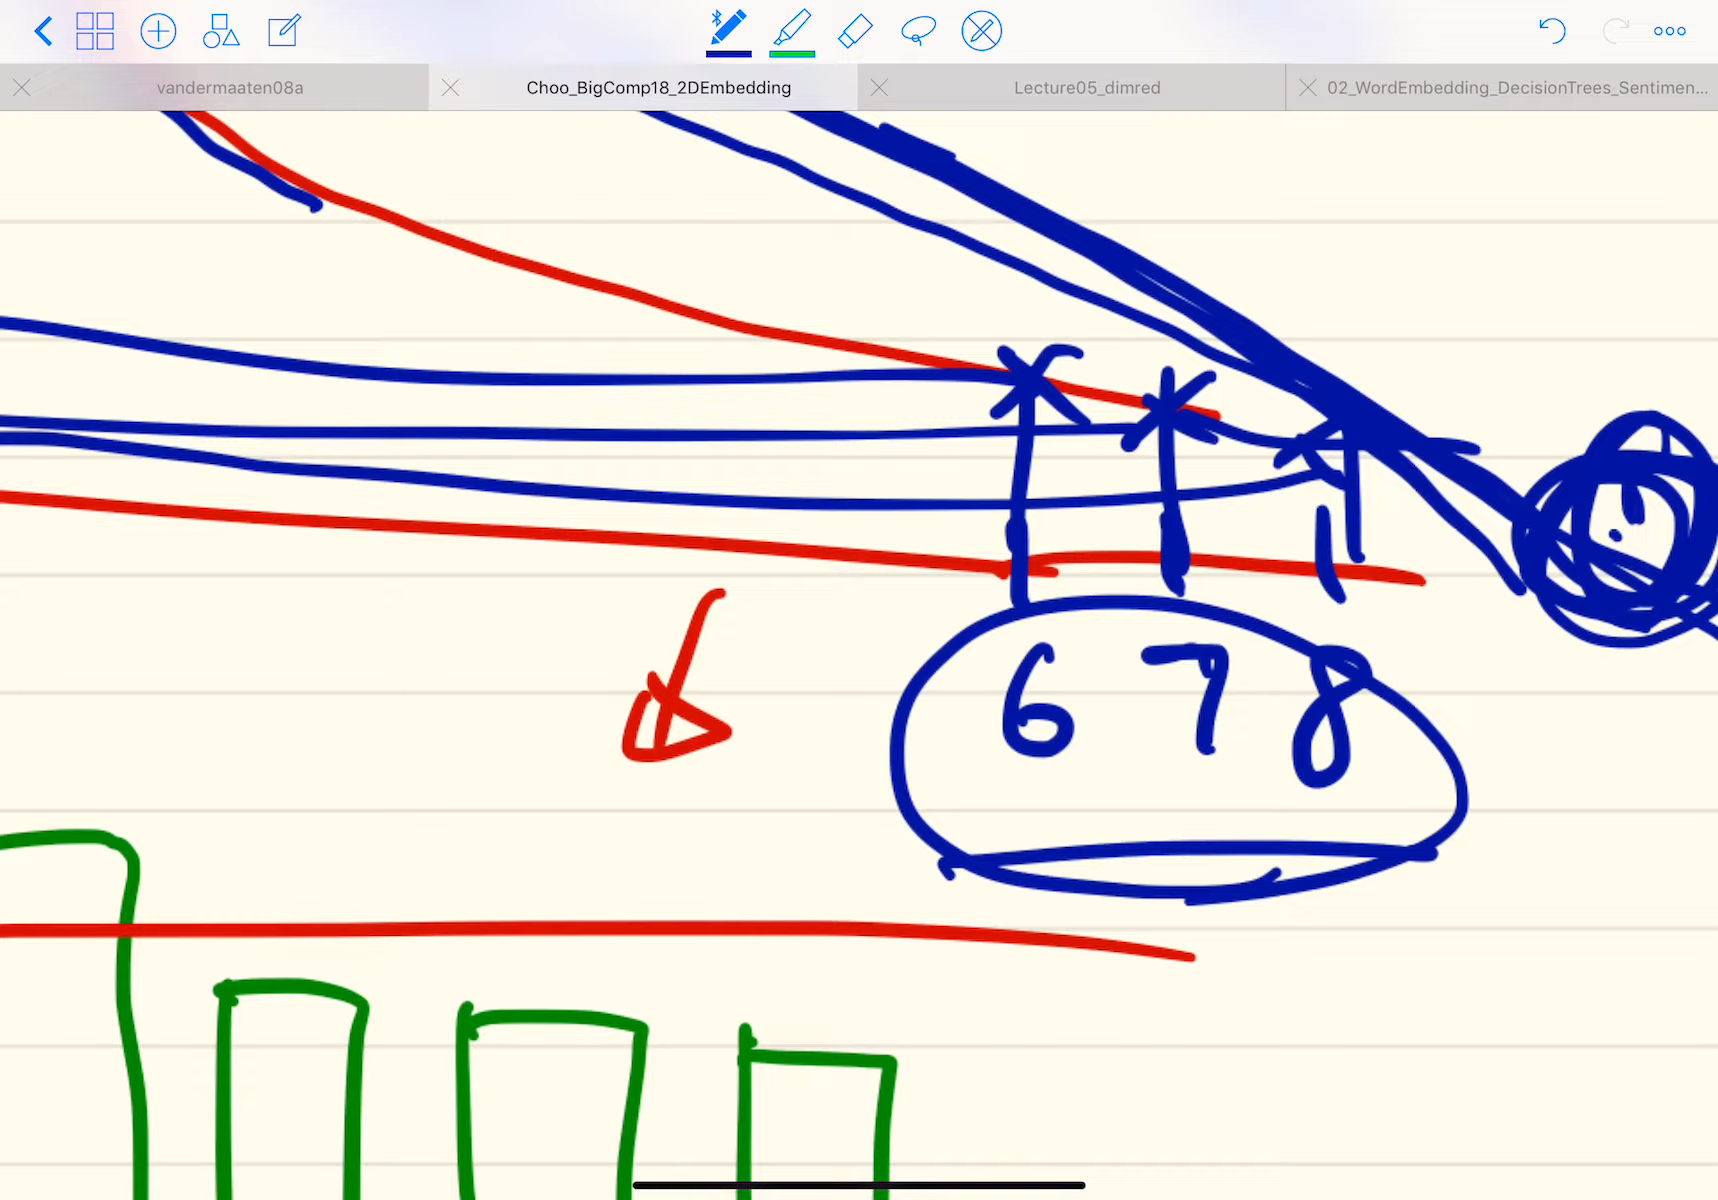 vandermaaten08a
Choo_BigComp18_2DEmbedding
Lecture05_dimred
02_WordEmbedding_DecisionTrees_Sentimen...
6 7 8